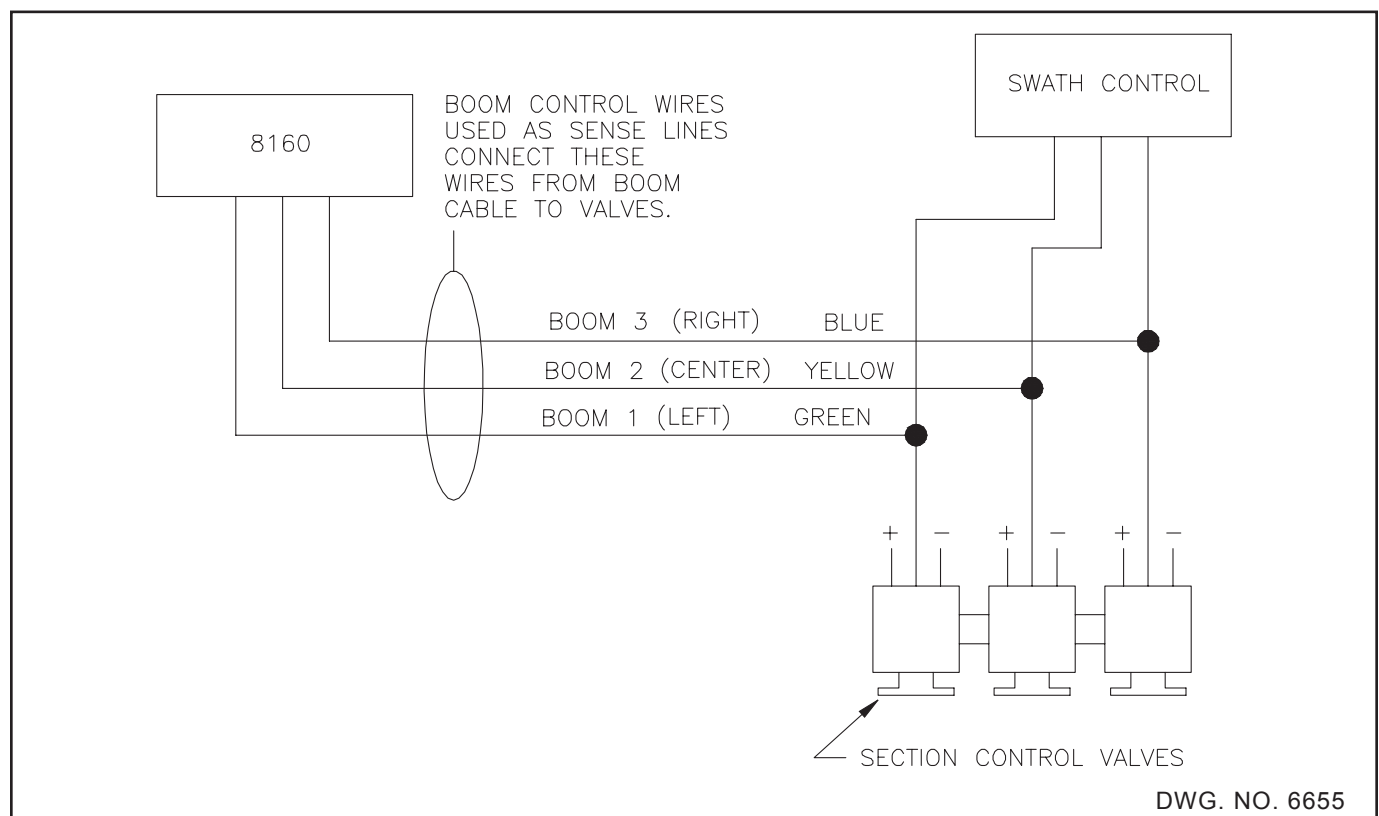 SWATH CONTROL
8160
BOOM CONTROL WIRES
USED AS SENSE LINES
CONNECT THESE
WIRES FROM BOOM
CABLE TO VALVES.
BOOM 3 (RIGHT) BLUE
BOOM 2 (CENTER) YELLOW
BOOM 1 (LEFT) GREEN
+ − + − + −
SECTION CONTROL VALVES
DWG. NO. 6655